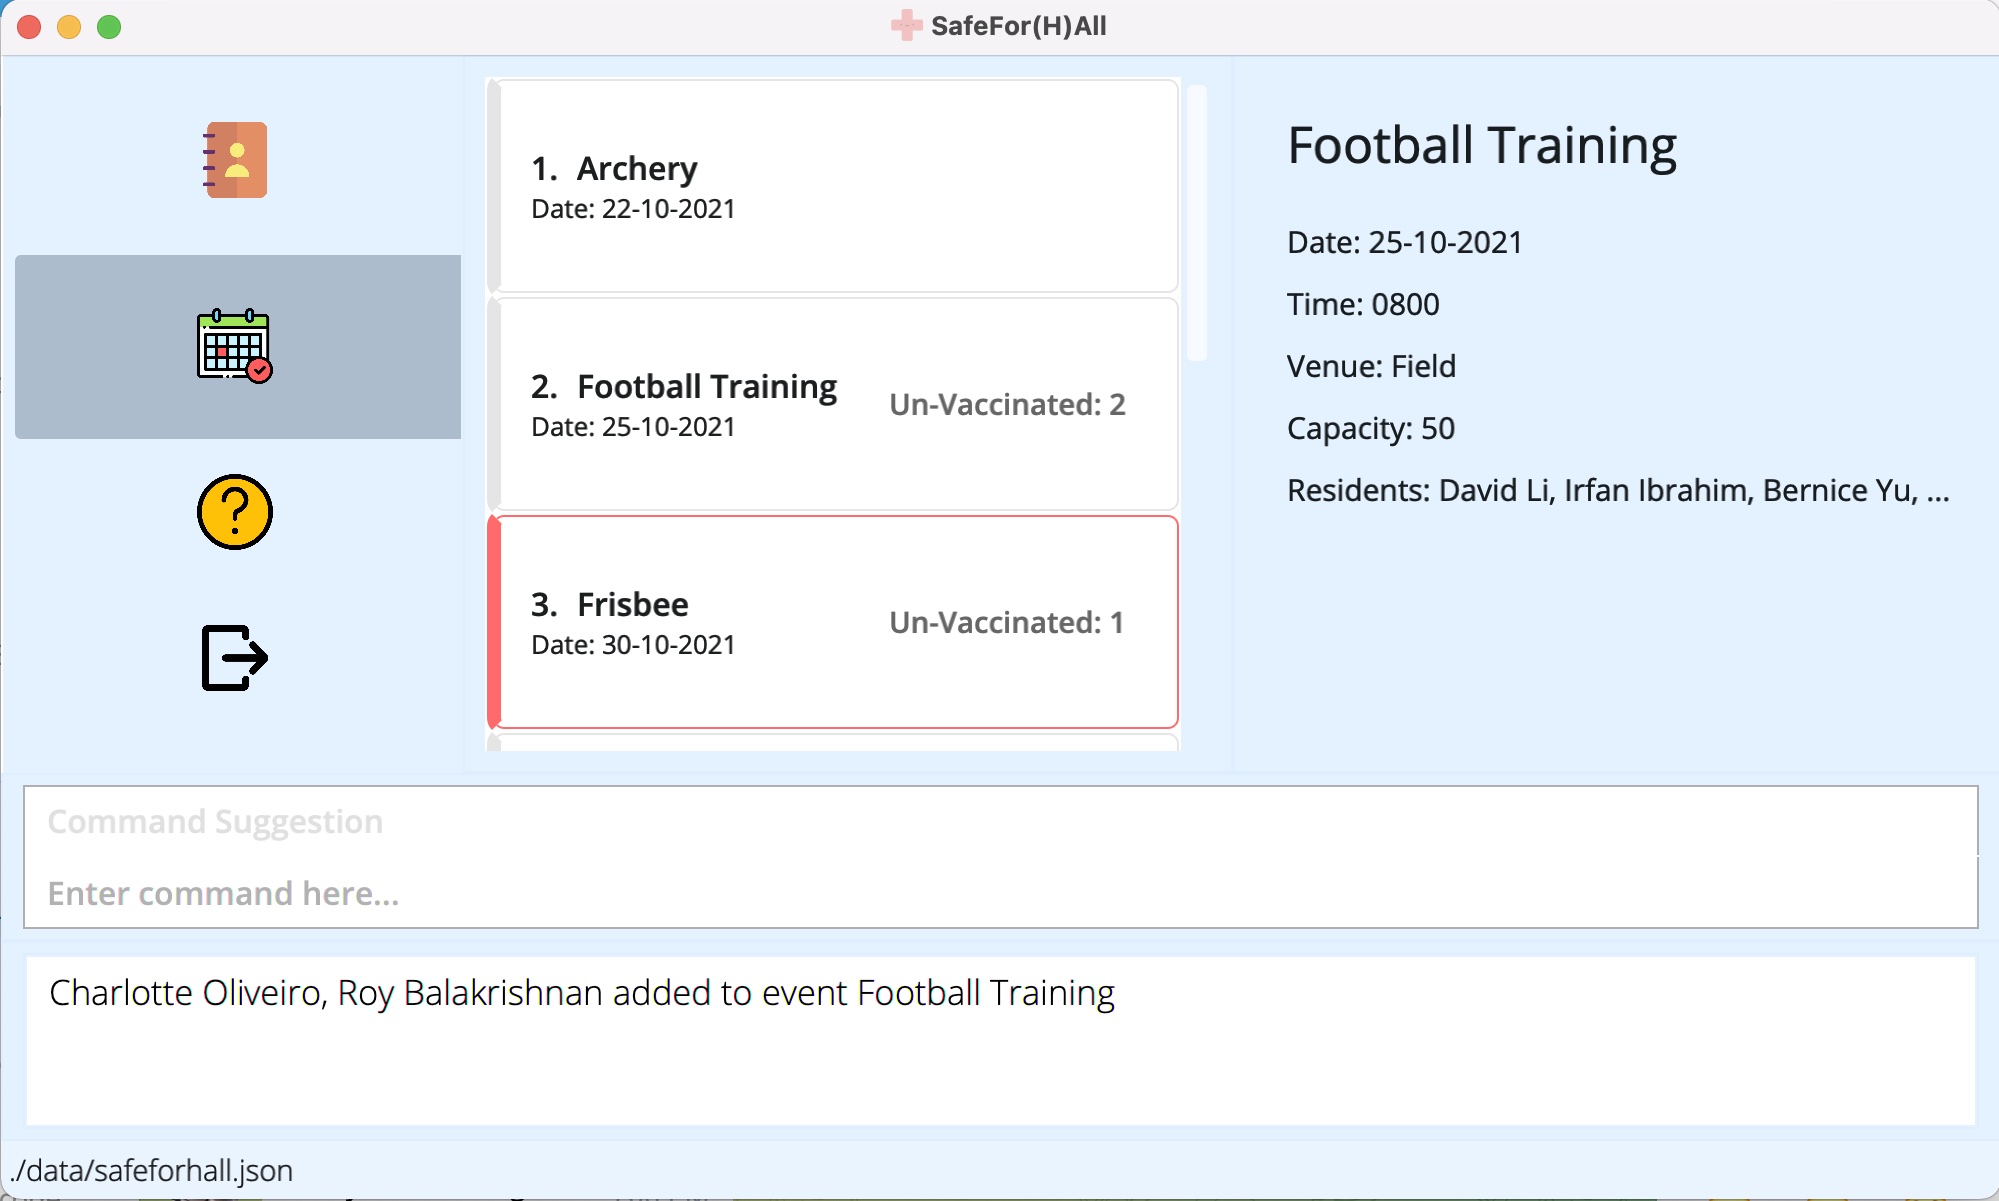 SafeFor(H)All
1. Archery
Date: 22-10-2021
2. Football Training
Date: 25-10-2021
Un-Vaccinated: 2
3. Frisbee
Date: 30-10-2021
Un-Vaccinated: 1
Football Training
Date: 25-10-2021
Time: 0800
Venue: Field
Capacity: 50
Residents: David Li, Irfan Ibrahim, Bernice Yu, ...
Command Suggestion
Enter command here...
Charlotte Oliveiro, Roy Balakrishnan added to event Football Training
./data/safeforhall.json